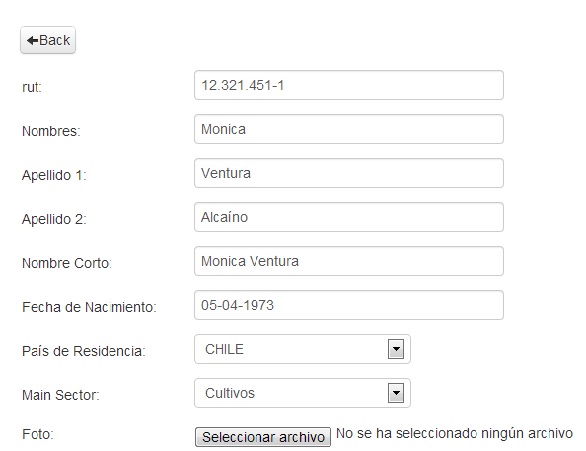 Back
rut: 12.321.451-1
Nombres: Monica
Apellido 1: Ventura
Apellido 2: Alcaíno
Nombre Corto: Monica Ventura
Fecha de Nacimiento: 05-04-1973
País de Residencia: CHILE
Main Sector: Cultivos
Foto: Seleccionar archivo No se ha seleccionado ningún archivo